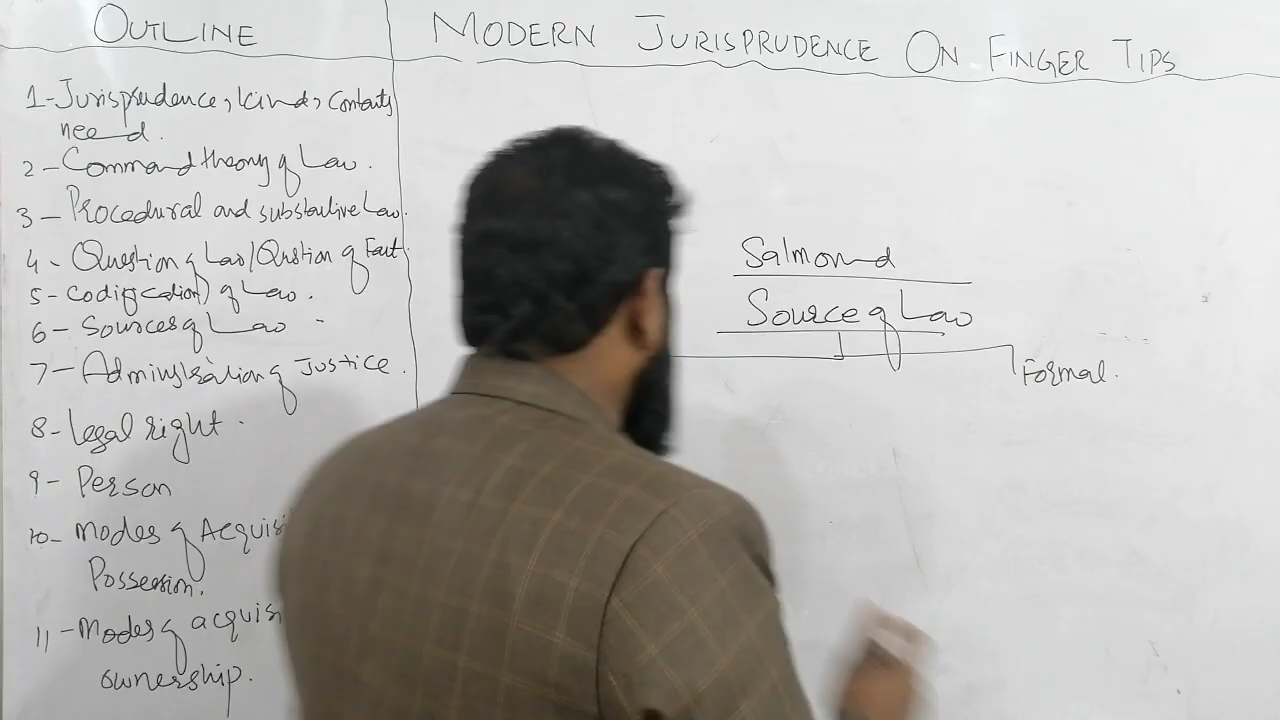 OUTLINE
MODERN JURISPRUDENCE ON FINGER TIPS
1-Jurisprudence, kinds, contents
need.
2- Command theory of Law.
3- Procedural and substantive Law.
4- Question of Law/Qustion of Fact.
5- codification of Law.
6- Sources of Law
7- Administration of Justice.
8- Legal right.
9- Person
10- Modes of Acquisi
Possession.
11- Modes of acquisi
ownership.
Salmond
Source of Law
Formal.